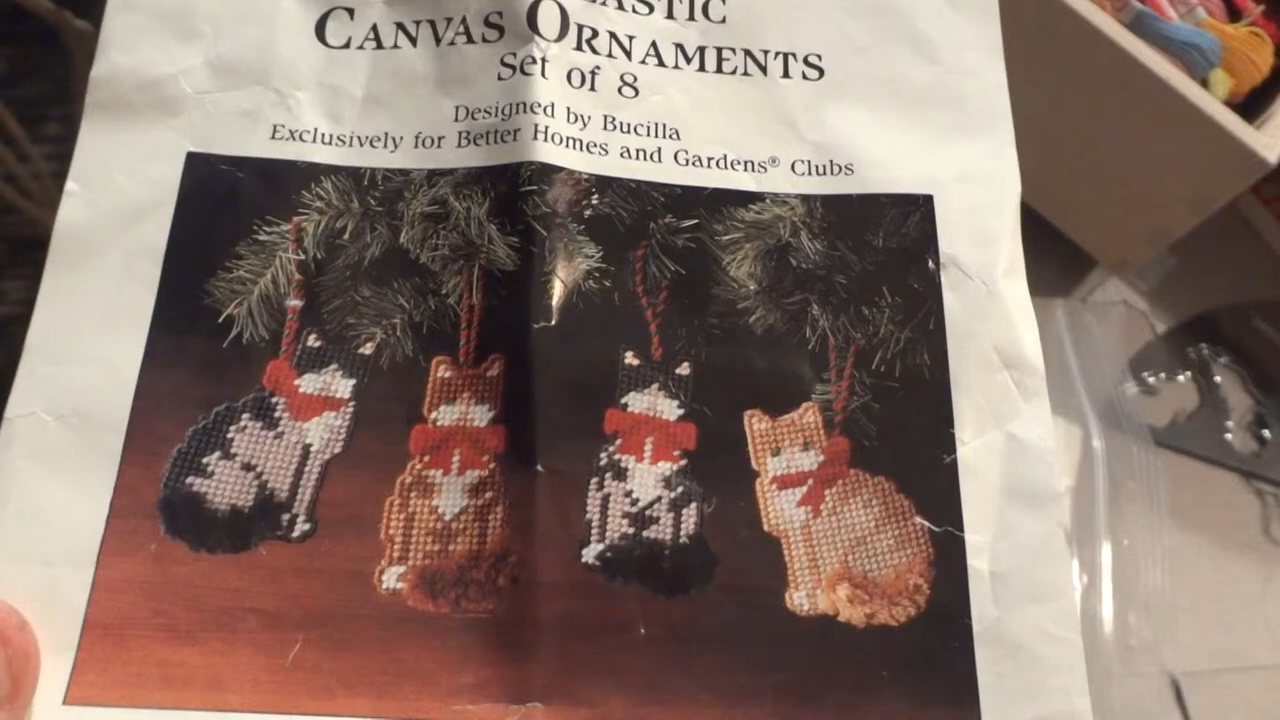 CANVAS ORNAMENTS
Set of 8
Designed by Bucilla
Exclusively for Better Homes and Gardens® Clubs